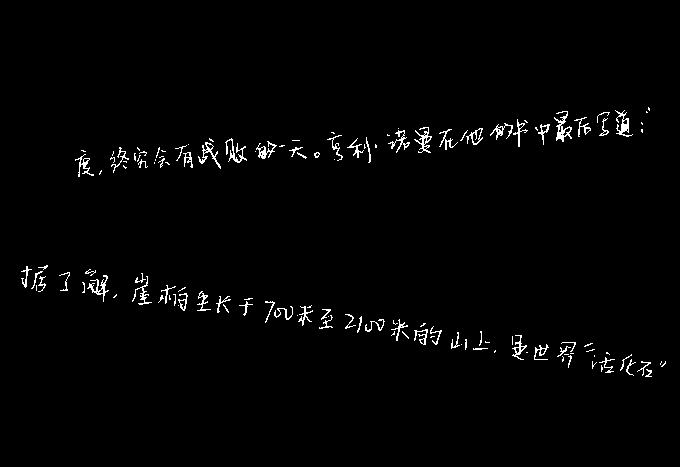 度，终究会有战败的一天。亨利·诺曼在他的书中最后写道：“
据了解，崖柏生长于700米至2100米的山上，是世界“活化石”